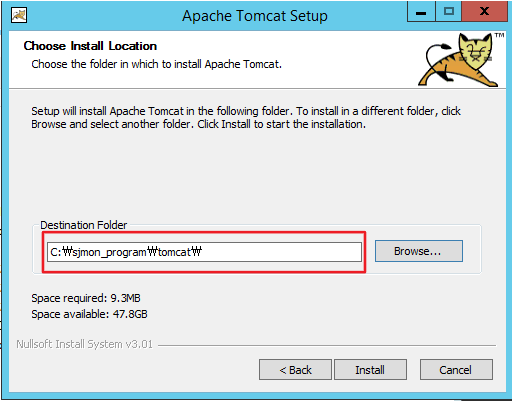 Apache Tomcat Setup
Choose Install Location
Choose the folder in which to install Apache Tomcat.
TM
Setup will install Apache Tomcat in the following folder. To install in a different folder, click
Browse and select another folder. Click Install to start the installation.
Destination Folder
C:₩sjmon_program₩tomcat₩
Browse...
Space required: 9.3MB
Space available: 47.8GB
Nullsoft Install System v3.01
< Back
Install
Cancel